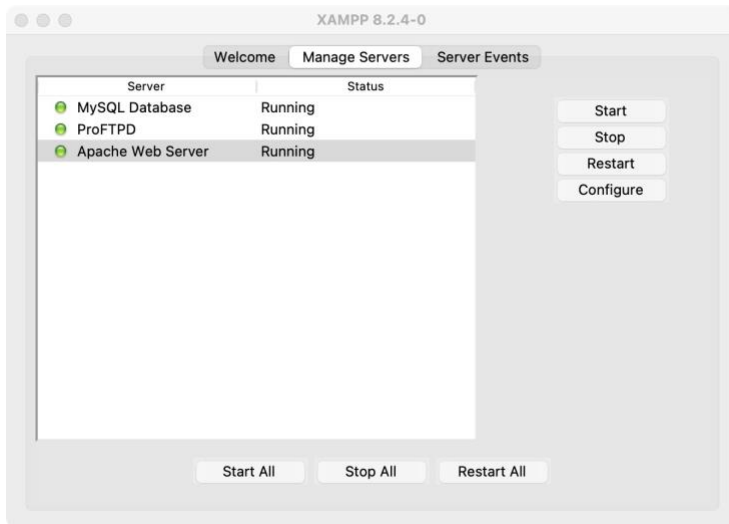 XAMPP 8.2.4-0
Welcome Manage Servers Server Events
Server Status
MySQL Database Running
ProFTPD Running
Apache Web Server Running
Start
Stop
Restart
Configure
Start All Stop All Restart All